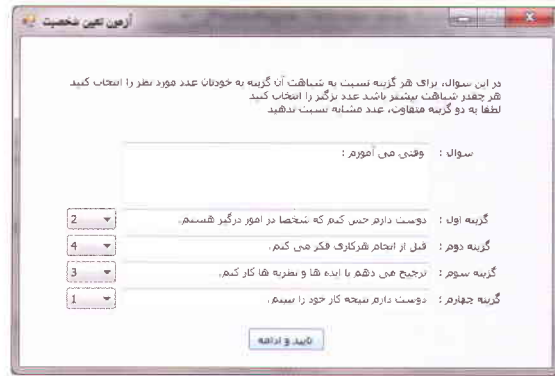 آزمون تعیین شخصیت
در این سوال، برای هر گزینه نسبت به شباهت آن گزینه به خودتان عدد مورد نظر را انتخاب کنید
هر چقدر شباهت بیشتر باشد عدد بزرگتر را انتخاب کنید
لطفا به دو گزینه متفاوت، عدد مشابه نسبت ندهید
سوال : وقتی می آموزم :
گزینه اول : دوست دارم حس کنم که شخصا در امور درگیر هستم. 2
گزینه دوم : قبل از انجام هرکاری فکر می کنم. 4
گزینه سوم : ترجیح می دهم با ایده ها و نظریه ها کار کنم. 3
گزینه چهارم : دوست دارم نتیجه کار خود را ببینم. 1
تایید و ادامه